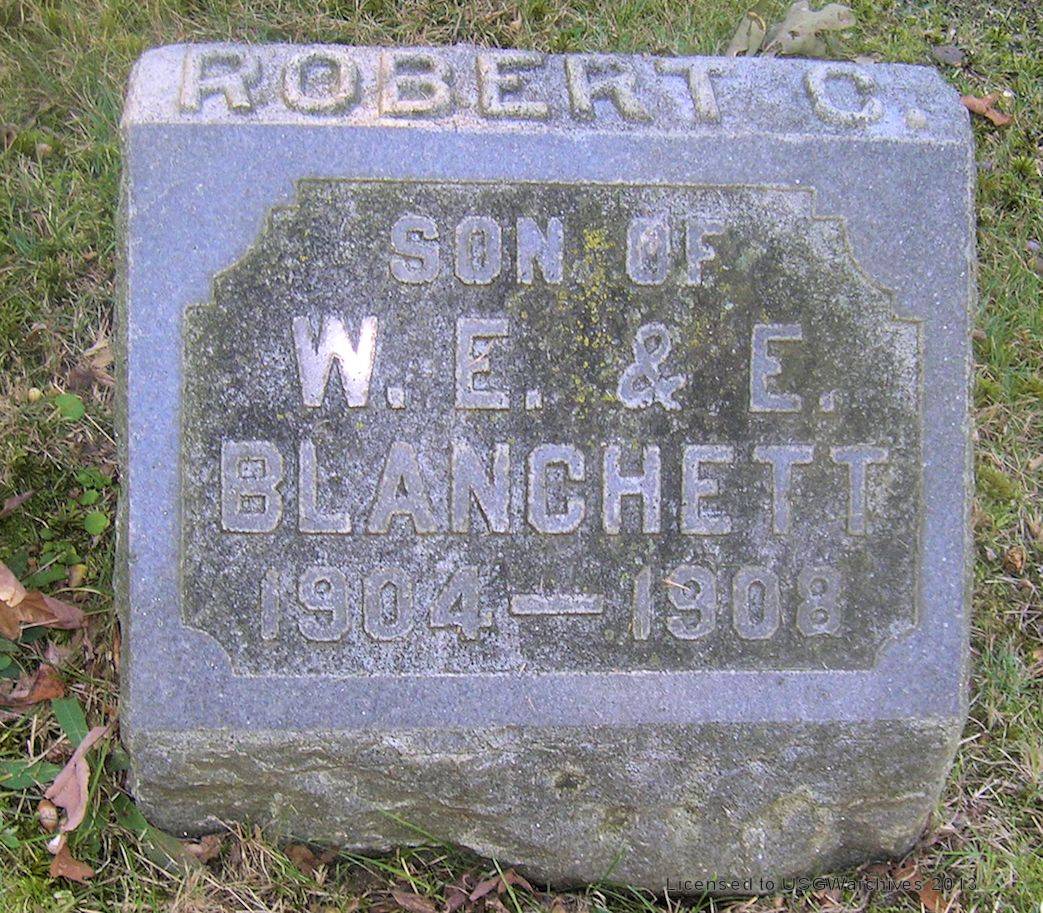 ROBERT C.
SON OF
W. E. & E.
BLANCHETT
1904 — 1908
Licensed to USGWarchives 2013